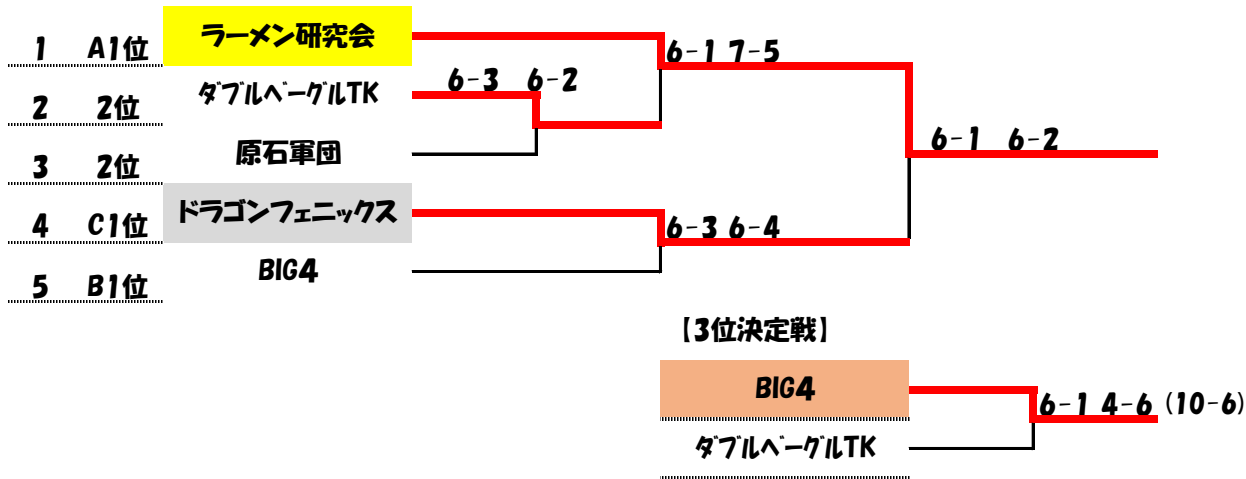 1 A1位 ラーメン研究会
6-1 7-5
2 2位 ダブルベーグルTK
6-3 6-2
3 2位 原石軍団
6-1 6-2
4 C1位 ドラゴンフェニックス
6-3 6-4
5 B1位 BIG4
【3位決定戦】
BIG4
6-1 4-6 (10-6)
ダブルベーグルTK